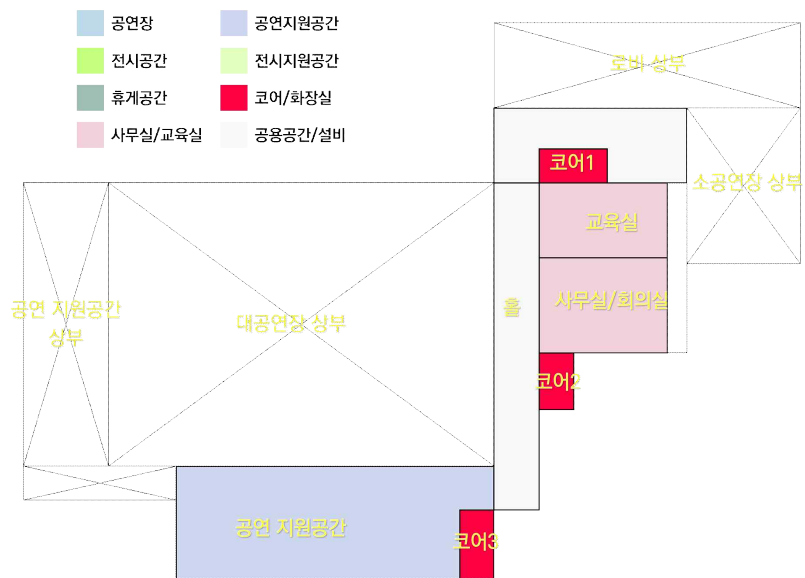 공연장
공연지원공간
전시공간
전시지원공간
휴게공간
코어/화장실
사무실/교육실
공용공간/설비
로비 상부
코어1
소공연장 상부
교육실
사무실/회의실
홀
공연 지원공간
상부
대공연장 상부
코어2
공연 지원공간
코어3